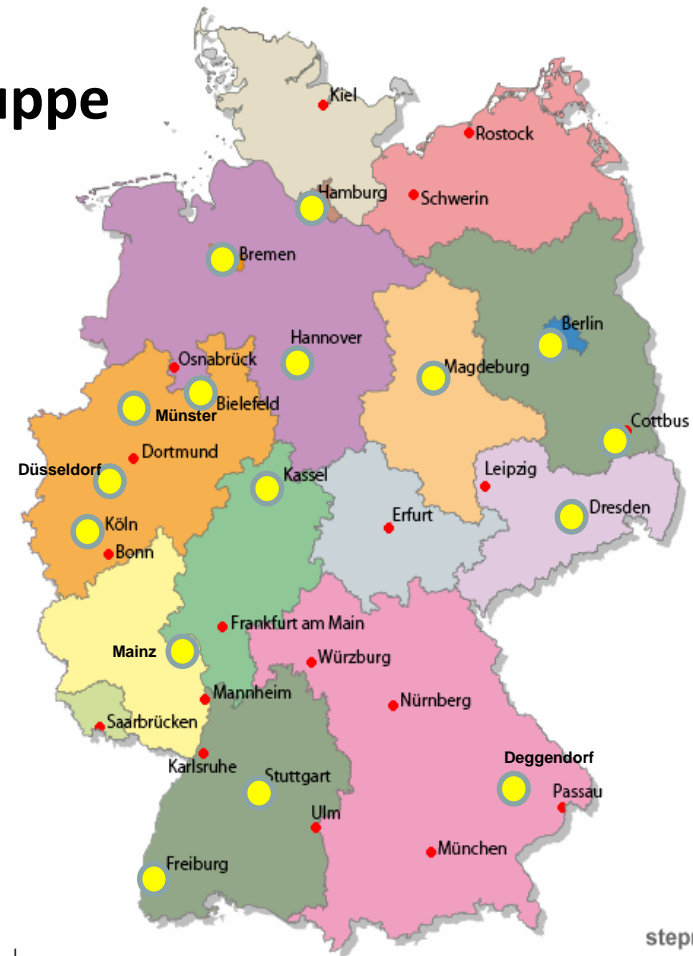 uppe
Kiel
Rostock
Hamburg
Schwerin
Bremen
Berlin
Hannover
Osnabrück
Magdeburg
Bielefeld
Münster
Cottbus
Dortmund
Düsseldorf
Leipzig
Kassel
Dresden
Erfurt
Köln
Bonn
Frankfurt am Main
Mainz
Würzburg
Mannheim
Nürnberg
Saarbrücken
Deggendorf
Karlsruhe
Stuttgart
Passau
Ulm
München
Freiburg
step